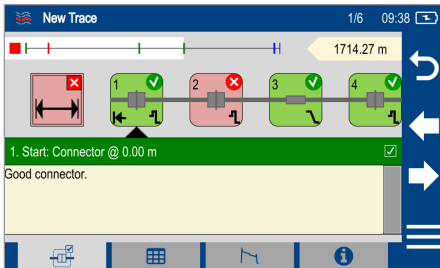 New Trace 1/6 09:38
1714.27 m
1 2 3 4
1. Start: Connector @ 0.00 m
Good connector.